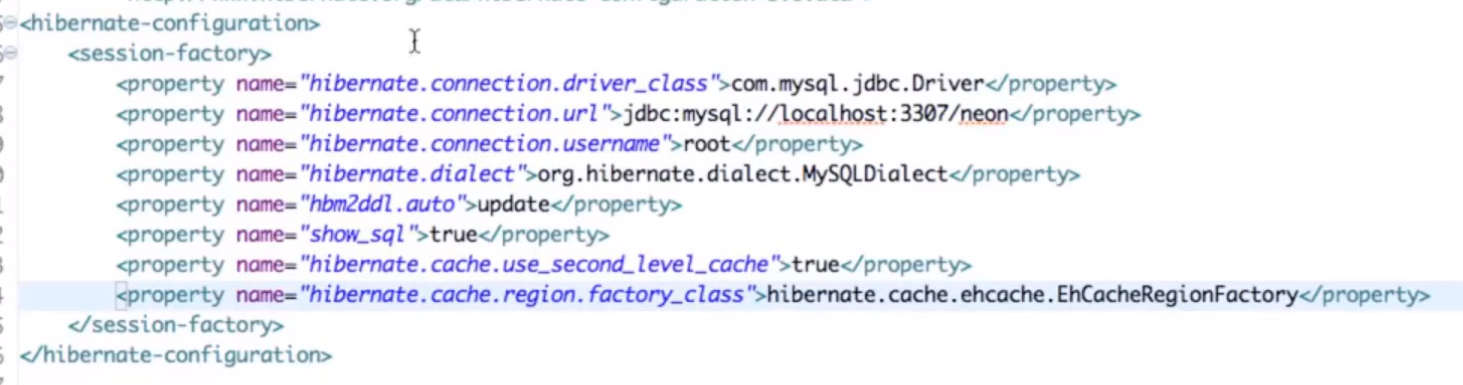 <hibernate-configuration>
<session-factory>
<property name="hibernate.connection.driver_class">com.mysql.jdbc.Driver</property>
<property name="hibernate.connection.url">jdbc:mysql://localhost:3307/neon</property>
<property name="hibernate.connection.username">root</property>
<property name="hibernate.dialect">org.hibernate.dialect.MySQLDialect</property>
<property name="hbm2ddl.auto">update</property>
<property name="show_sql">true</property>
<property name="hibernate.cache.use_second_level_cache">true</property>
<property name="hibernate.cache.region.factory_class">hibernate.cache.ehcache.EhCacheRegionFactory</property>
</session-factory>
</hibernate-configuration>